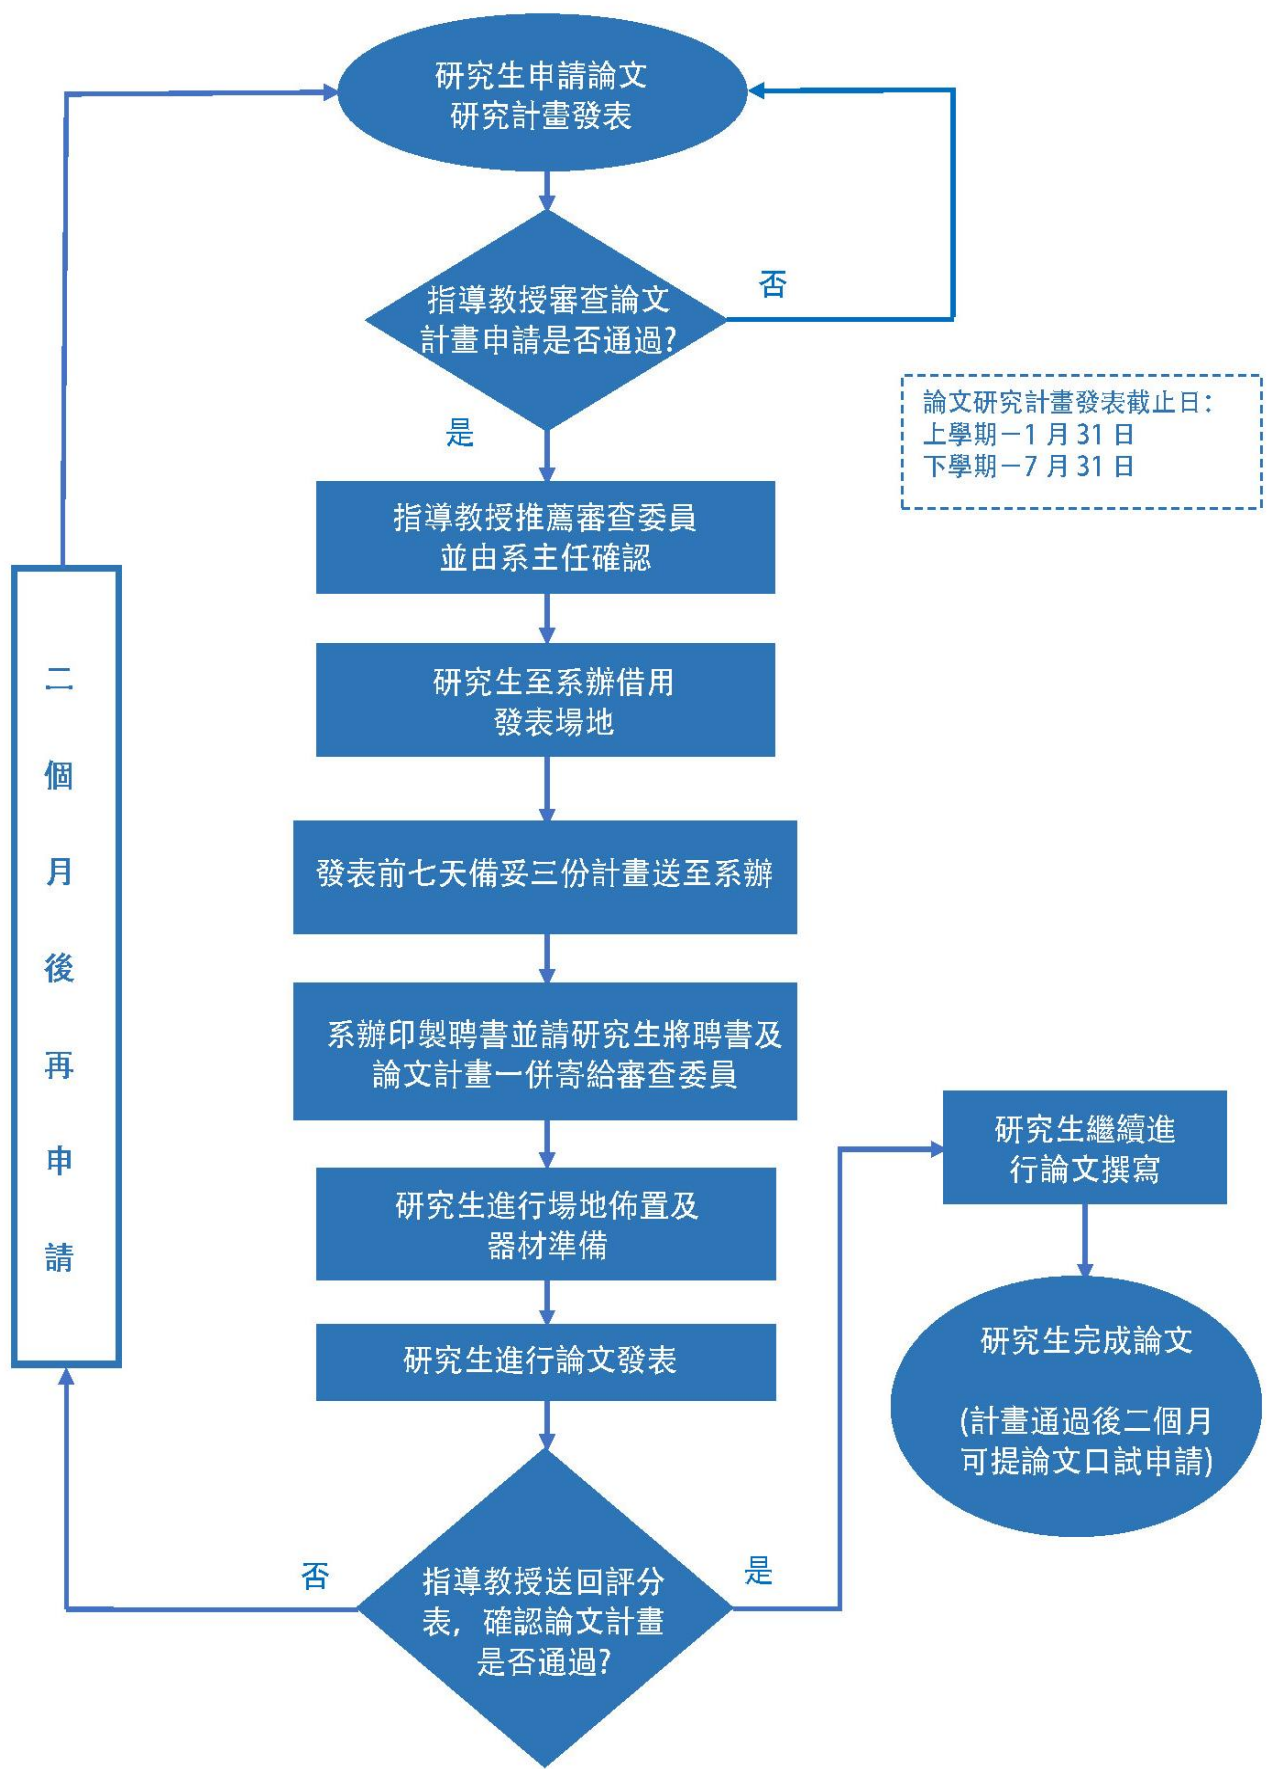 研究生申請論文
研究計畫發表
指導教授審查論文
計畫申請是否通過?
否
是
論文研究計畫發表截止日：
上學期－1 月 31 日
下學期－7 月 31 日
指導教授推薦審查委員
並由系主任確認
研究生至系辦借用
發表場地
發表前七天備妥三份計畫送至系辦
系辦印製聘書並請研究生將聘書及
論文計畫一併寄給審查委員
研究生進行場地佈置及
器材準備
研究生進行論文發表
指導教授送回評分
表，確認論文計畫
是否通過?
否
是
二個月後再申請
研究生繼續進
行論文撰寫
研究生完成論文
(計畫通過後二個月
可提論文口試申請)